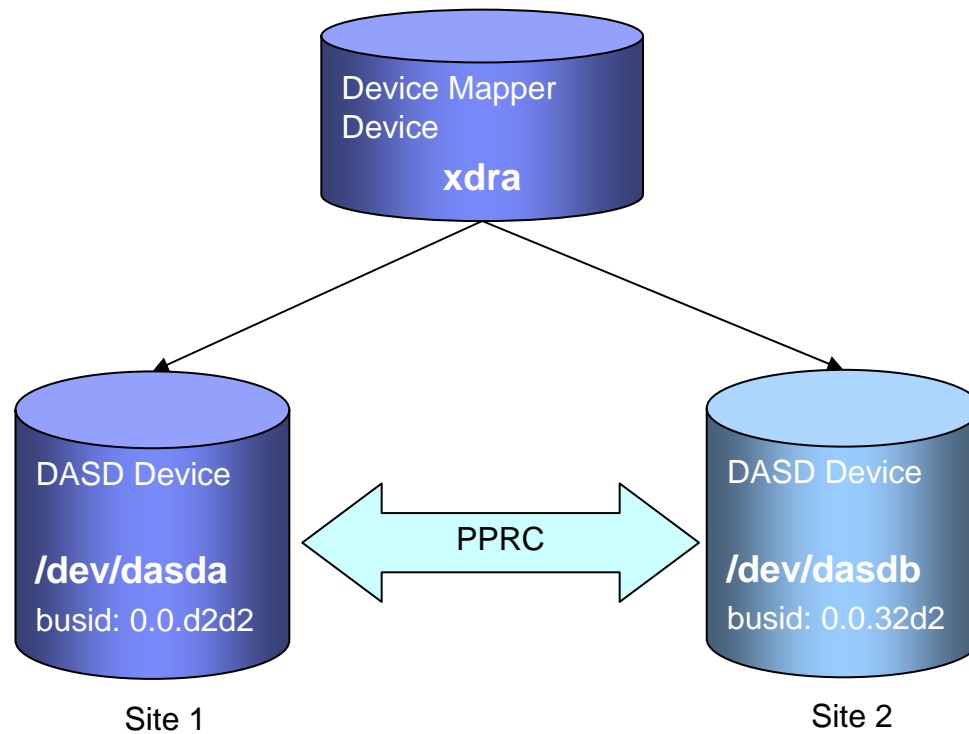 Device Mapper
Device
xdra
DASD Device
/dev/dasda
busid: 0.0.d2d2
Site 1
PPRC
DASD Device
/dev/dasdb
busid: 0.0.32d2
Site 2